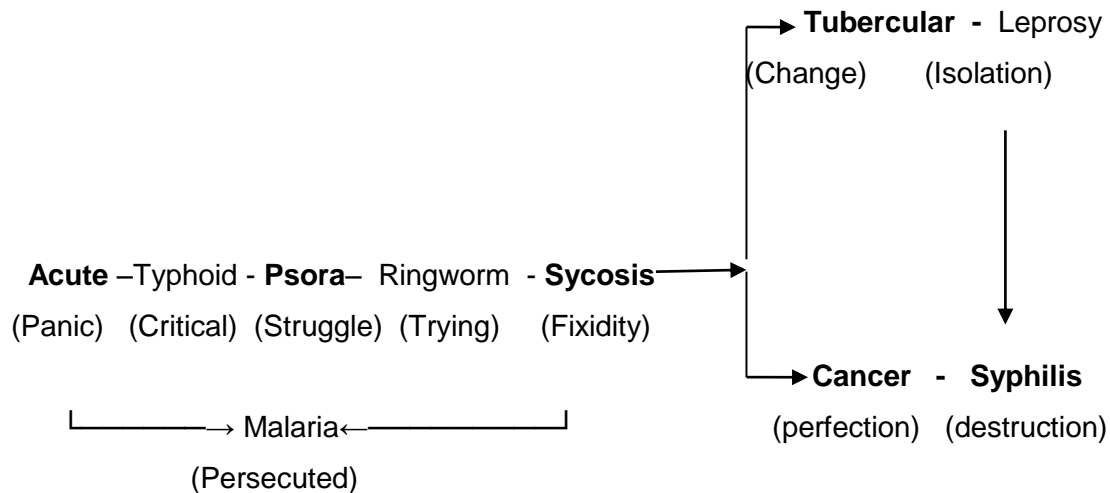 Tubercular - Leprosy
(Change) (Isolation)
Acute –Typhoid - Psora– Ringworm - Sycosis
(Panic) (Critical) (Struggle) (Trying) (Fixidity)
Cancer - Syphilis
(perfection) (destruction)
→ Malaria←
(Persecuted)